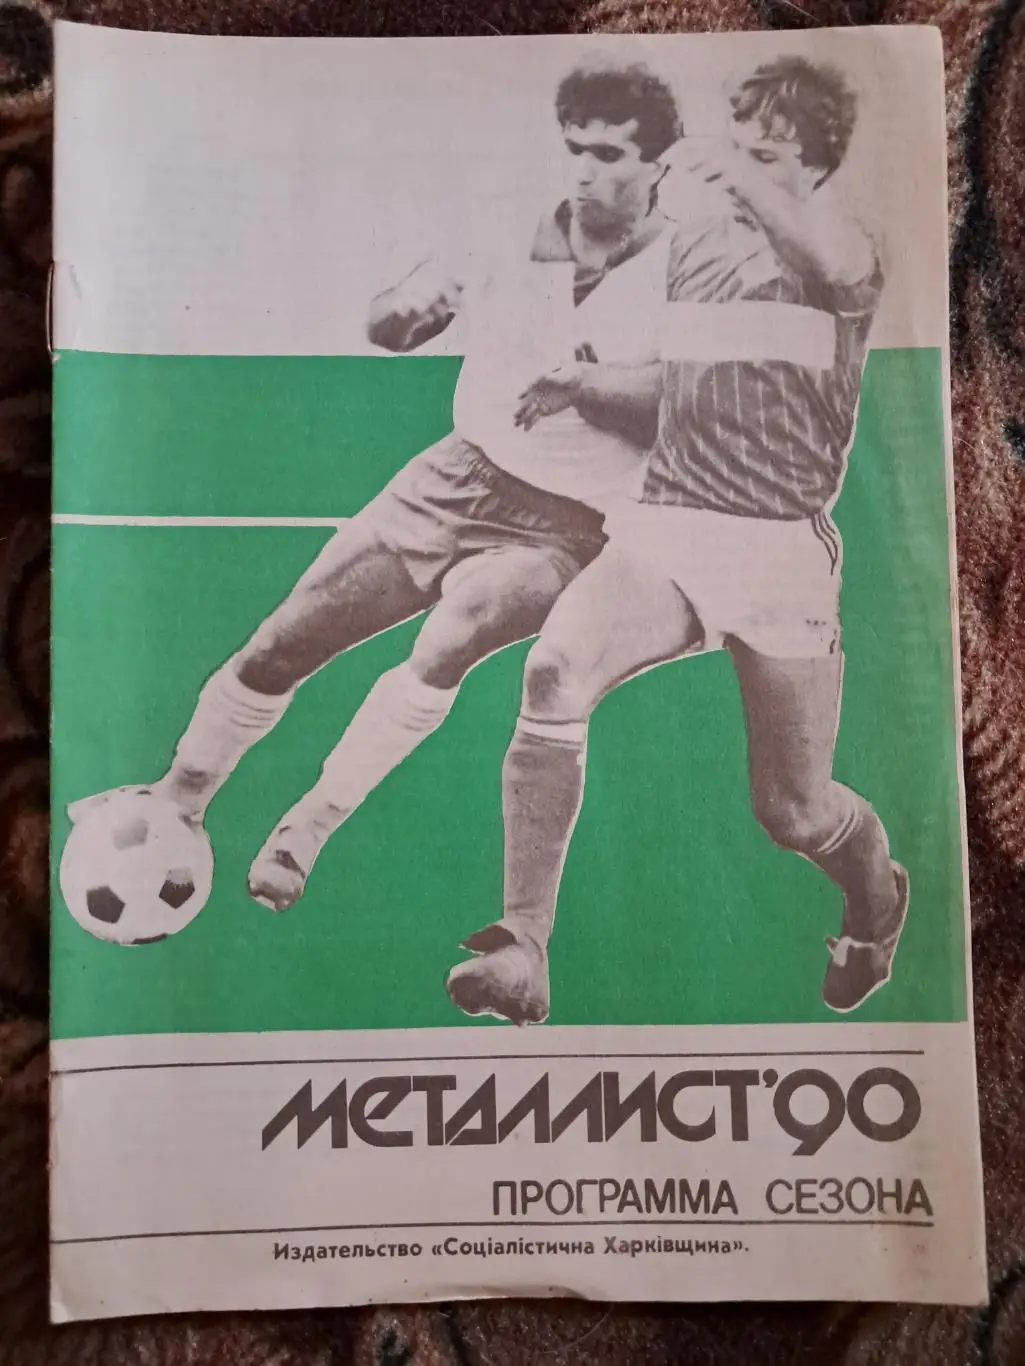 МЕТАЛЛИСТ'90
ПРОГРАММА СЕЗОНА
Издательство «Соціалістична Харківщина».